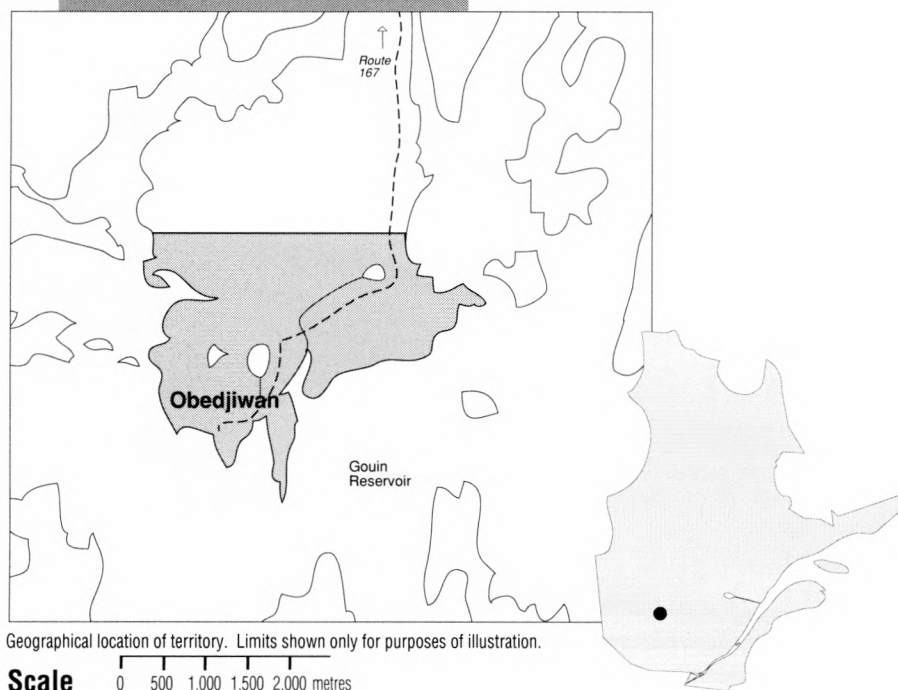 Route
167
Obedjiwan
Gouin
Reservoir
Geographical location of territory. Limits shown only for purposes of illustration.
Scale
0 500 1.000 1.500 2.000 metres